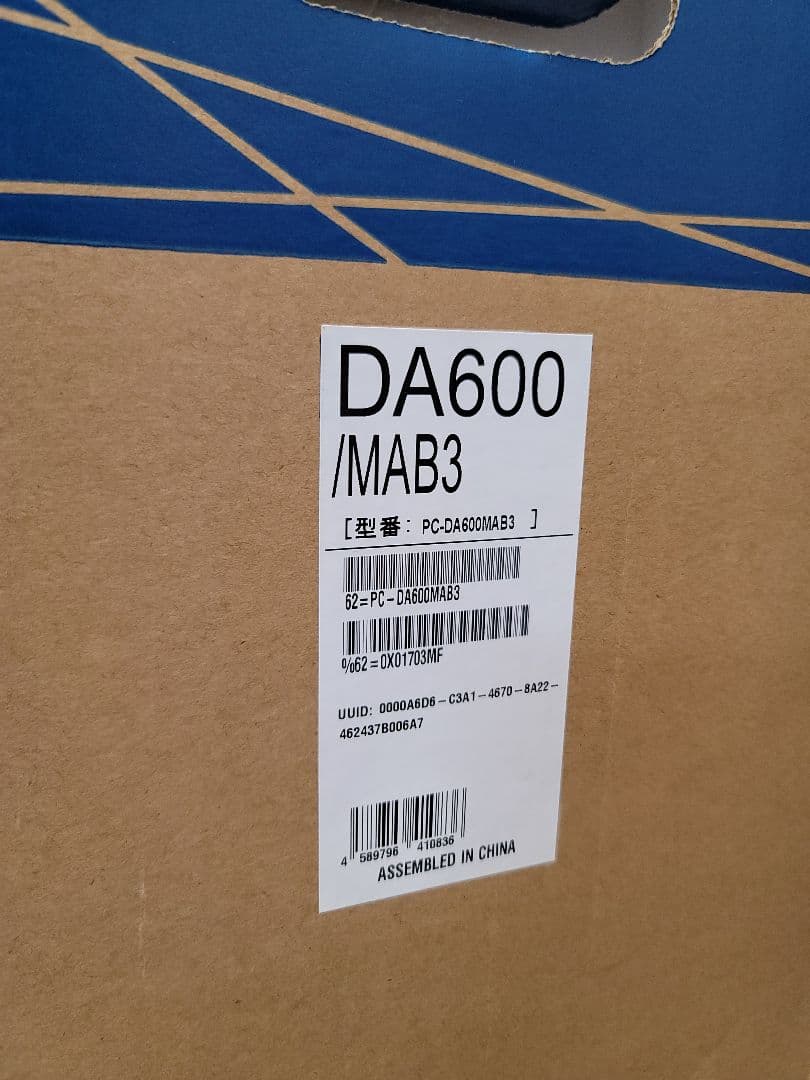 DA600
/MAB3
[型番: PC-DA600MAB3 ]
62=PC-DA600MAB3
%62=0X01703MF
UUID: 0000A6D6-C3A1-4670-8A22-
462437B006A7
4 589796 410836
ASSEMBLED IN CHINA